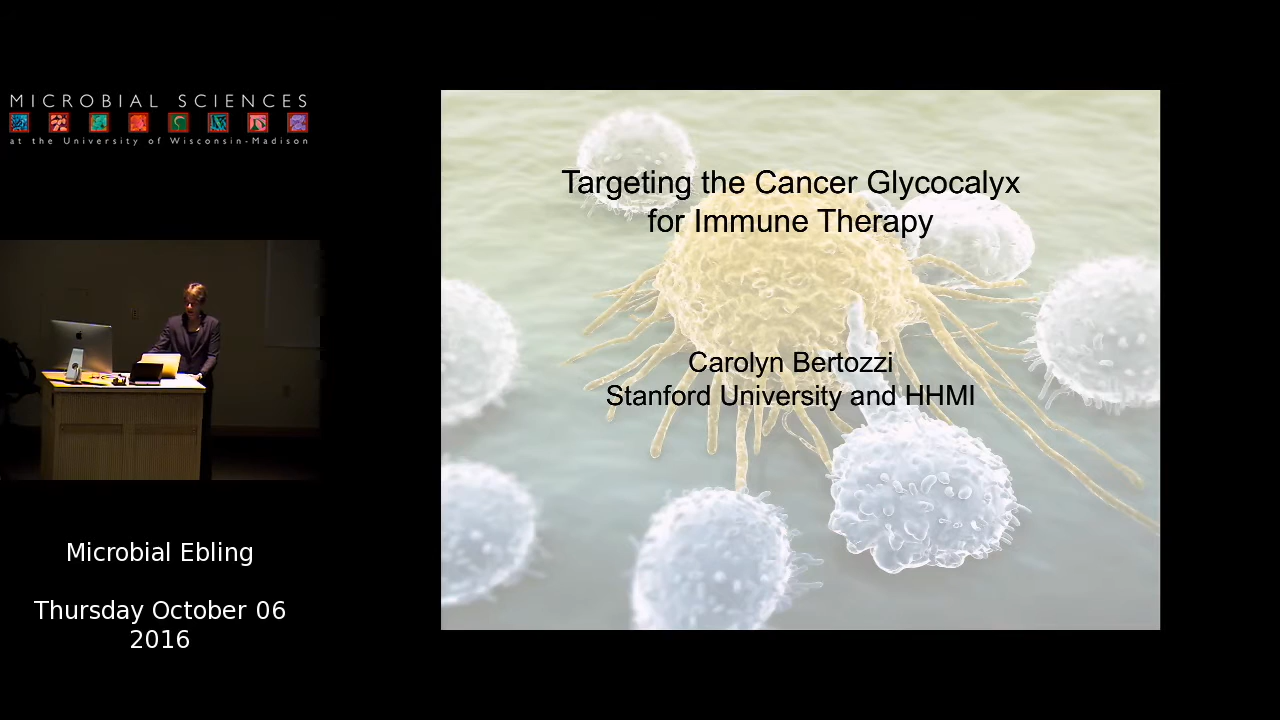 MICROBIAL SCIENCES
at the University of Wisconsin-Madison
Microbial Ebling
Thursday October 06
2016
Targeting the Cancer Glycocalyx
for Immune Therapy
Carolyn Bertozzi
Stanford University and HHMI